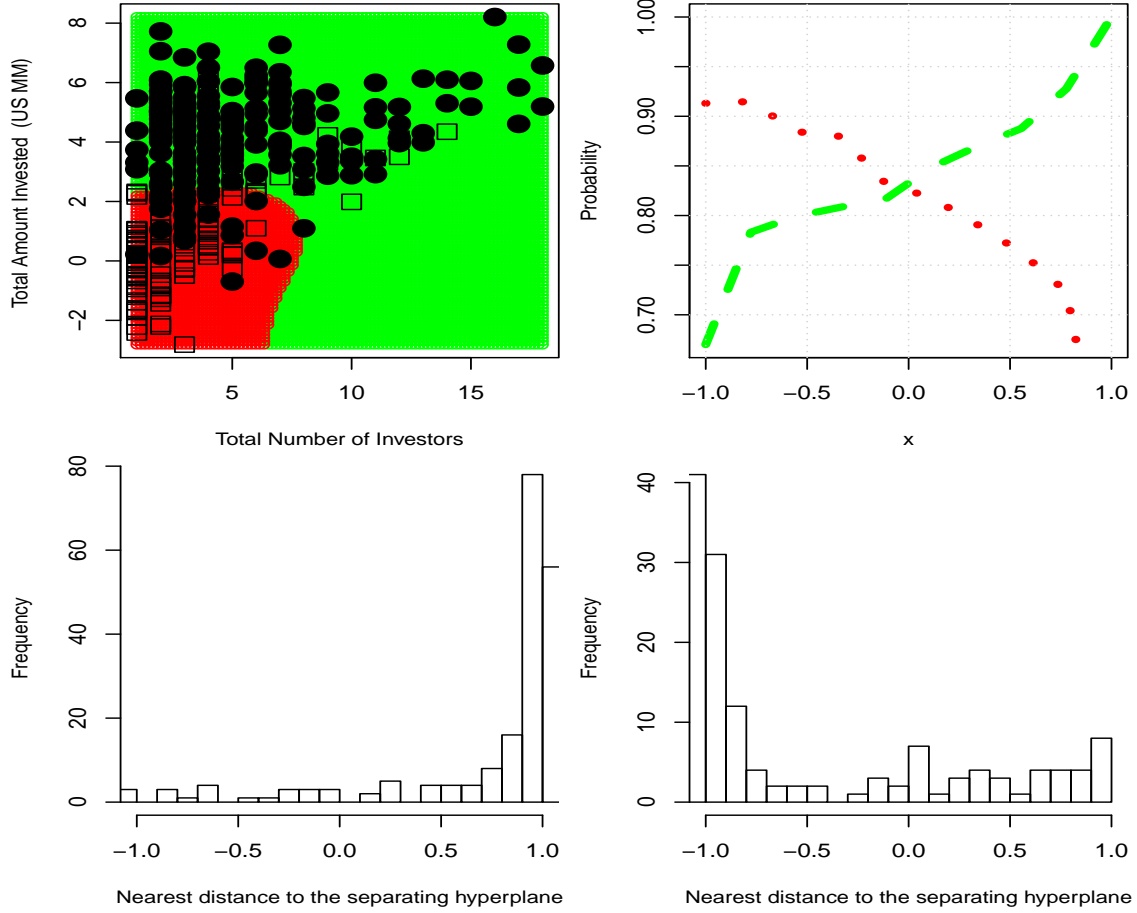 Total Amount Invested (US MM)
8
6
4
2
0
−2
5 10 15
Total Number of Investors
Probability
1.00
0.90
0.80
0.70
−1.0 −0.5 0.0 0.5 1.0
x
Frequency
80
60
40
20
0
−1.0 −0.5 0.0 0.5 1.0
Nearest distance to the separating hyperplane
Frequency
40
30
20
10
0
−1.0 −0.5 0.0 0.5 1.0
Nearest distance to the separating hyperplane